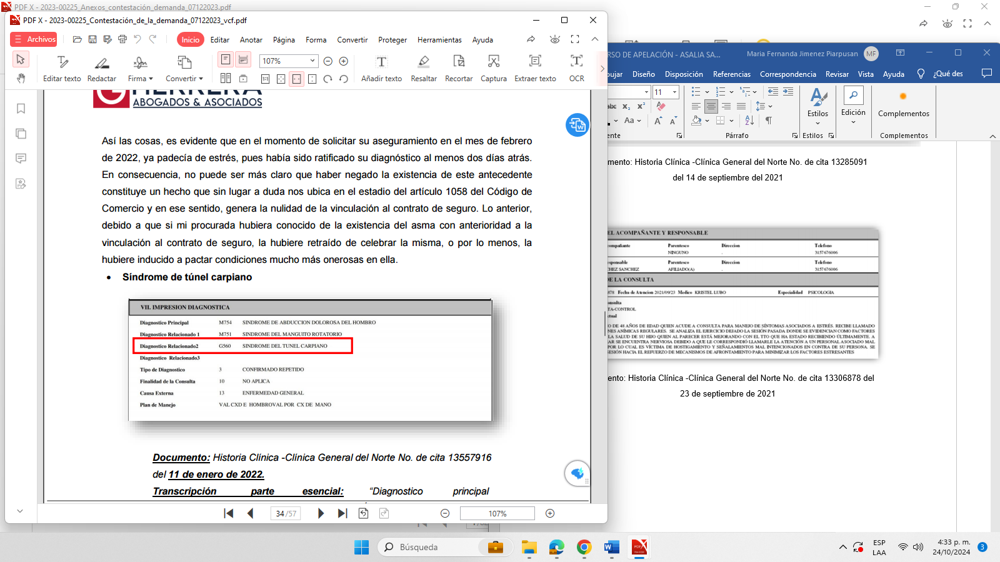 PDF X - 2023-00225_Anexos_contestación_demanda_07122023.pdf
PDF X - 2023-00225_Contestación_de_la_demanda_07122023_vcf.pdf
Archivos
Inicio
Editar
Anotar
Página
Forma
Convertir
Proteger
Herramientas
Ayuda
107%
Editar texto
Redactar
Firma
Convertir
Añadir texto
Resaltar
Recortar
Captura
Extraer texto
OCR
ABOGADOS & ASOCIADOS
Así las cosas, es evidente que en el momento de solicitar su aseguramiento en el mes de febrero
de 2022, ya padecía de estrés, pues había sido ratificado su diagnóstico al menos dos días atrás.
En consecuencia, no puede ser más claro que haber negado la existencia de este antecedente
constituye un hecho que sin lugar a duda nos ubica en el estadio del artículo 1058 del Código de
Comercio y en ese sentido, genera la nulidad de la vinculación al contrato de seguro. Lo anterior,
debido a que si mi procurada hubiera conocido de la existencia del asma con anterioridad a la
vinculación al contrato de seguro, la hubiere retraído de celebrar la misma, o por lo menos, la
hubiere inducido a pactar condiciones mucho más onerosas en ella.
• Síndrome de túnel carpiano
VII. IMPRESION DIAGNOSTICA
Diagnostico Principal M754 SINDROME DE ABDUCCION DOLOROSA DEL HOMBRO
Diagnostico Relacionado 1 M751 SINDROME DEL MANGUITO ROTATORIO
Diagnostico Relacionado2 G560 SINDROME DEL TUNEL CARPIANO
Diagnostico Relacionado3
Tipo de Diagnostico 3 CONFIRMADO REPETIDO
Finalidad de la Consulta 10 NO APLICA
Causa Externa 13 ENFERMEDAD GENERAL
Plan de Manejo VAL CXD E HOMBROVAL POR CX DE MANO
Documento: Historia Clínica -Clínica General del Norte No. de cita 13557916
del 11 de enero de 2022.
Transcripción parte esencial: “Diagnostico principal
34 /57
107%
RSO DE APELACIÓN - ASALIA SA...
Maria Fernanda Jimenez Piarpusan
MF
bujar
Diseño
Disposición
Referencias
Correspondencia
Revisar
Vista
Ayuda
¿Qué des
11
abc
Aa
Estilos
Edición
Complementos
ente
Párrafo
Estilos
Complementos
mento: Historia Clínica -Clínica General del Norte No. de cita 13285091
del 14 de septiembre del 2021
EL ACOMPAÑANTE Y RESPONSABLE
ompañante Parentesco Direccion Telefono
NINGUNO . 3157676006
esponsable Parentesco Direccion Telefono
HEZ SANCHEZ AFILIADO(A) . 3157676006
DE LA CONSULTA
878 Fecha de Atencion 2021/09/23 Medico KRISTEL LUBO Especialidad PSICOLOGIA
onsulta
TA-CONTROL
ctual
O DE 48 AÑOS DE EDAD QUIEN ACUDE A CONSULTA PARA MANEJO DE SÍNTOMAS ASOCIADOS A ESTRÉS. RECIBE LLAMADO
NES ANÍMICAS REGULARES. SE ANALIZA EL EJERCICIO DEJADO LA SESIÓN PASADA DONDE SE EVIDENCIAN COMO FACTORES
LA SALUD DE SU HIJO QUIEN AL PARECER ESTÁ MEJORANDO CON EL TTO QUE HA ESTADO RECIBIENDO ÚLTIMAMENTE. A
AR SE ENCUENTRA NERVIOSA DEBIDO A QUE LE CORRESPONDIÓ LLAMARLE LA ATENCIÓN A UN PERSONAL ASOCIADO MAL
POR LO CUAL ES VÍCTIMA DE HOSTIGAMIENTO Y SEÑALAMIENTOS MAL INTENCIONADOS EN CONTRA DE SU PERSONA. SE
ESIÓN HACIA EL REFUERZO DE MECANISMOS DE AFRONTAMIENTO PARA MINIMIZAR LOS FACTORES ESTRESANTES
ento: Historia Clínica -Clínica General del Norte No. de cita 13306878 del
23 de septiembre de 2021
Búsqueda
ESP
LAA
4:33 p. m.
24/10/2024
3